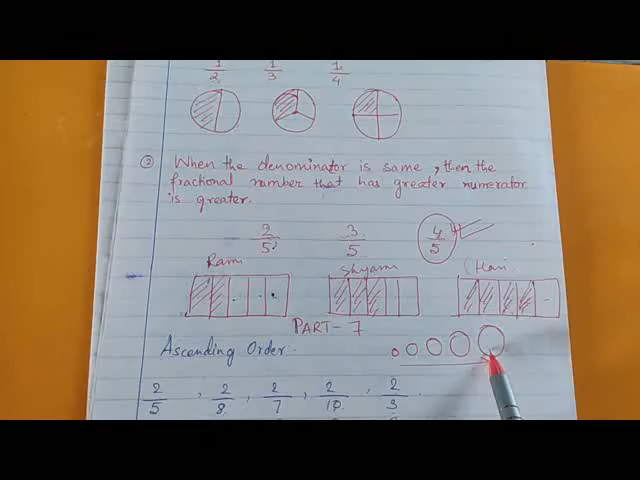 1/2 1/3 1/4
② When the denominator is same, then the
fractional number that has greater numerator
is greater.
2/5 3/5 4/5
Ram Shyam Hari
PART-7
Ascending Order.
2/5, 2/8, 2/7, 2/10, 2/3